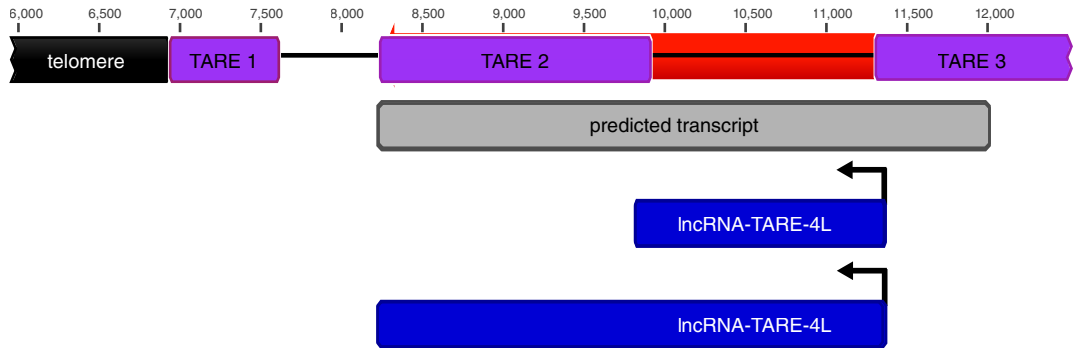 6,000 7,000 7,500 8,000 8,500 9,000 9,500 10,000 10,500 11,000 11,500 12,000
telomere TARE 1 TARE 2 TARE 3
predicted transcript
lncRNA-TARE-4L
lncRNA-TARE-4L